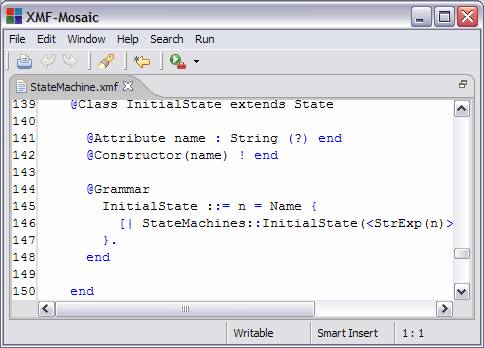 XMF-Mosaic
File Edit Window Help Search Run
StateMachine.xmf
139 @Class InitialState extends State
140
141 @Attribute name : String (?) end
142 @Constructor(name) ! end
143
144 @Grammar
145 InitialState ::= n = Name {
146 [| StateMachines::InitialState(<StrExp(n)>
147 }.
148 end
149
150 end
Writable Smart Insert 1 : 1